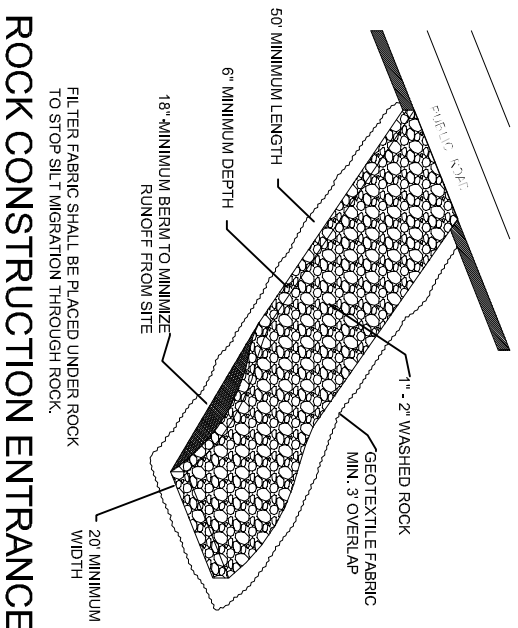 PUBLIC ROAD
1" - 2" WASHED ROCK
GEOTEXTILE FABRIC
MIN. 3' OVERLAP
50' MINIMUM LENGTH
6" MINIMUM DEPTH
18" MINIMUM BERM TO MINIMIZE
RUNOFF FROM SITE
20' MINIMUM
WIDTH
FILTER FABRIC SHALL BE PLACED UNDER ROCK
TO STOP SILT MIGRATION THROUGH ROCK.
ROCK CONSTRUCTION ENTRANCE